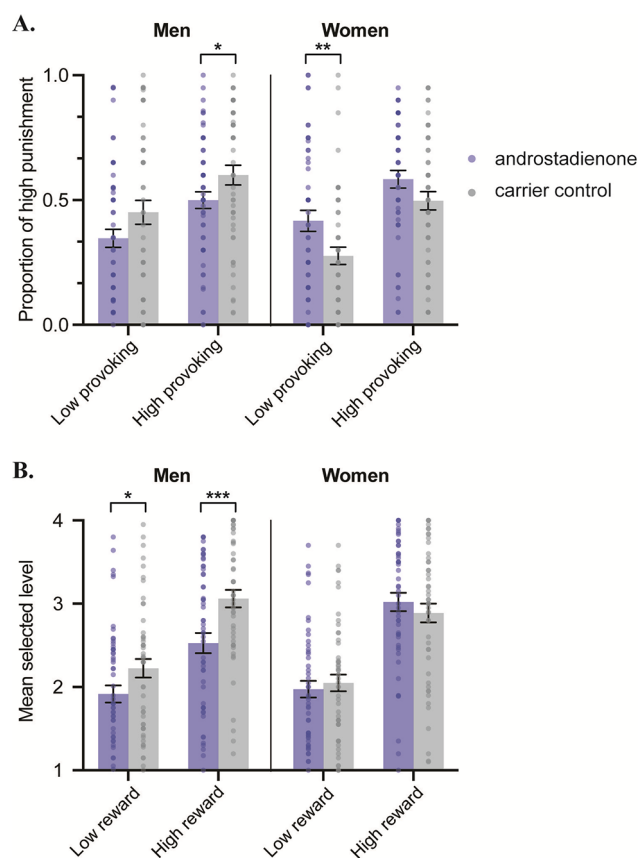 A.
Men
Women
*
**
Proportion of high punishment
1.0
0.5
0.0
androstadienone
carrier control
Low provoking
High provoking
Low provoking
High provoking
B.
Men
Women
*
***
Mean selected level
4
3
2
1
Low reward
High reward
Low reward
High reward